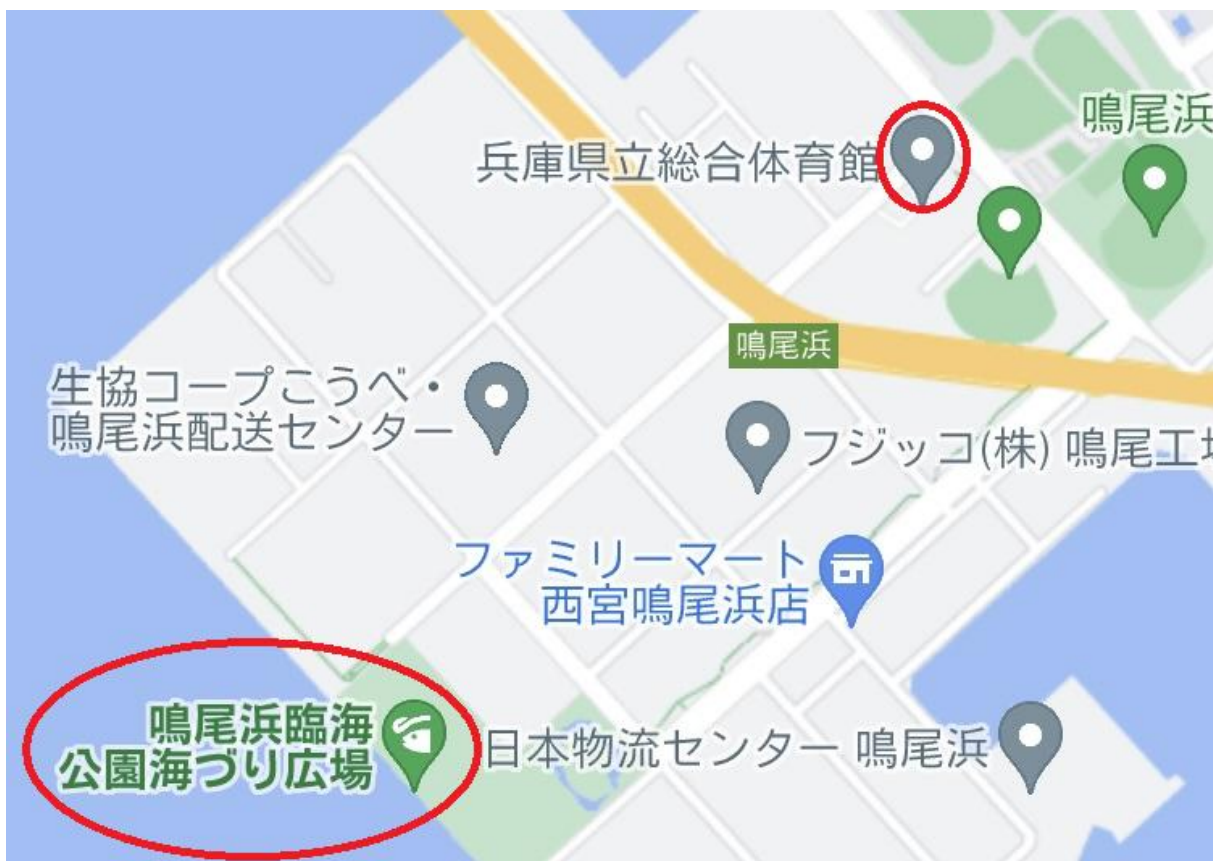 鳴尾浜
兵庫県立総合体育館
鳴尾浜
生協コープこうべ・
鳴尾浜配送センター
フジッコ(株) 鳴尾工
ファミリーマート
西宮鳴尾浜店
鳴尾浜臨海
公園海づり広場
日本物流センター 鳴尾浜